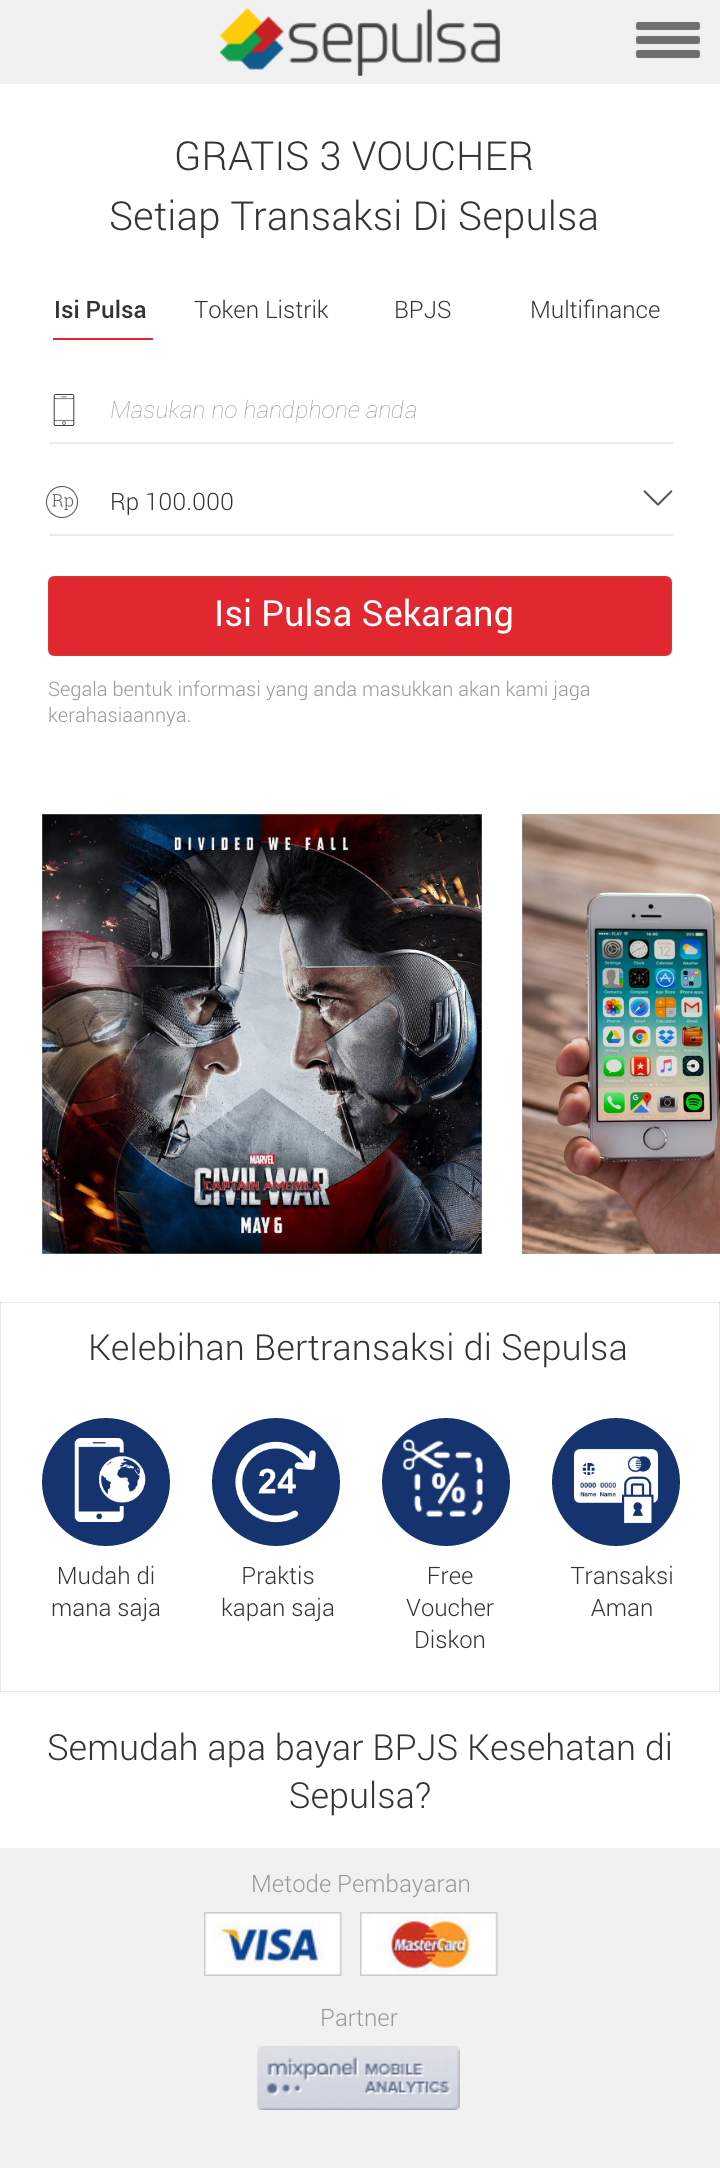 sepulsa
GRATIS 3 VOUCHER
Setiap Transaksi Di Sepulsa
Isi Pulsa
Token Listrik
BPJS
Multifinance
Masukan no handphone anda
Rp
Rp 100.000
Isi Pulsa Sekarang
Segala bentuk informasi yang anda masukkan akan kami jaga
kerahasiaannya.
DIVIDED WE FALL
MARVEL
CAPTAIN AMERICA
CIVIL WAR
MAY 6
Kelebihan Bertransaksi di Sepulsa
24
%
0000 0000
Name Name
Mudah di
mana saja
Praktis
kapan saja
Free
Voucher
Diskon
Transaksi
Aman
Semudah apa bayar BPJS Kesehatan di
Sepulsa?
Metode Pembayaran
VISA
MasterCard
Partner
mixpanel MOBILE
ANALYTICS